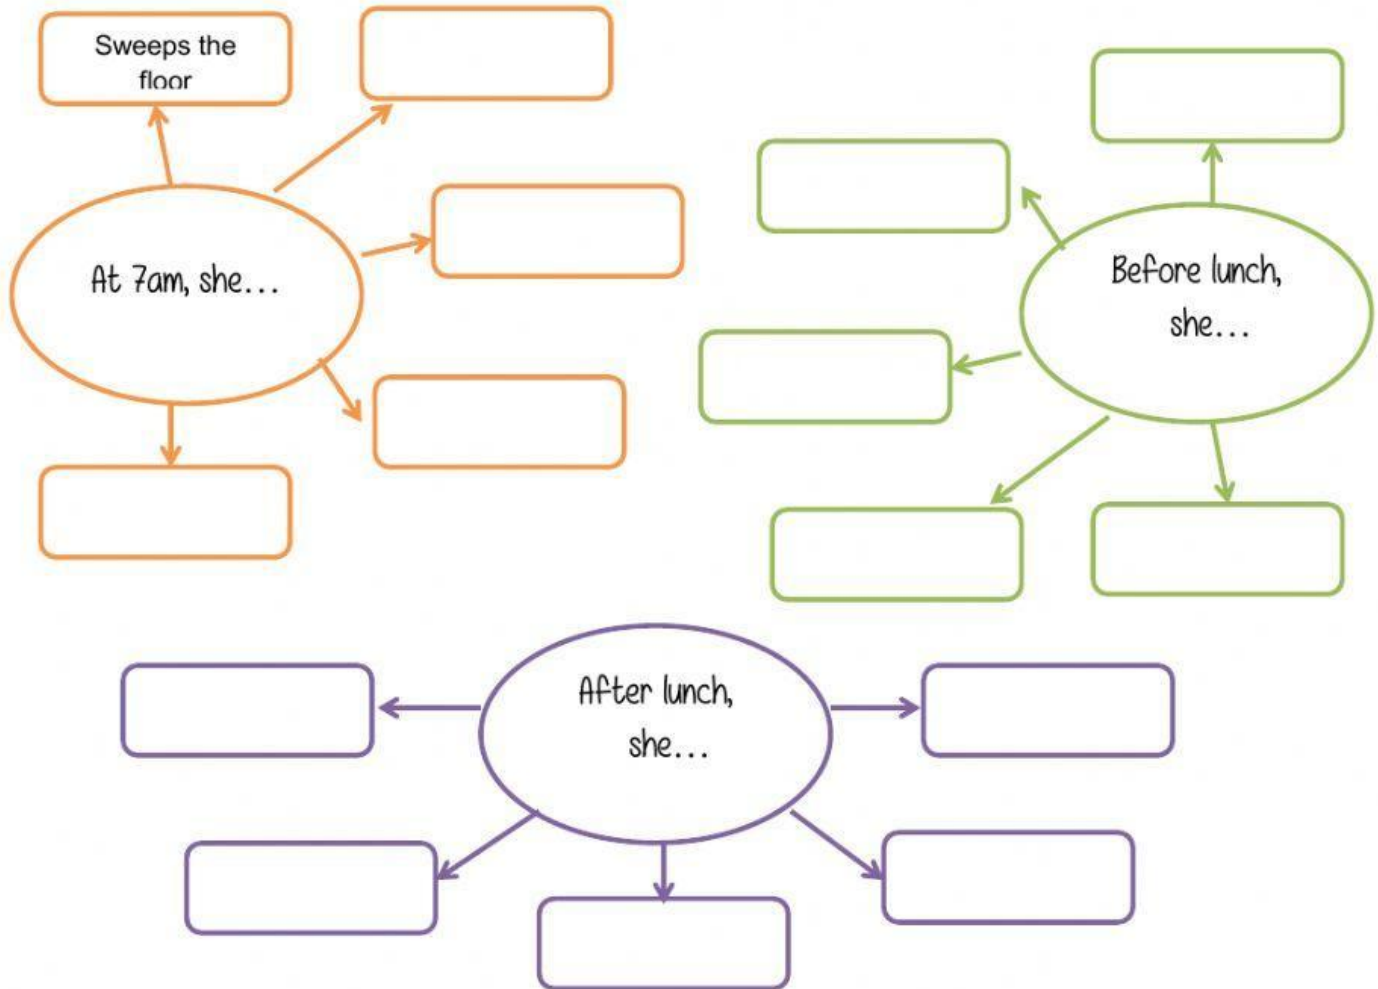 Sweeps the
floor
At 7am, she...
Before lunch,
she...
After lunch,
she...